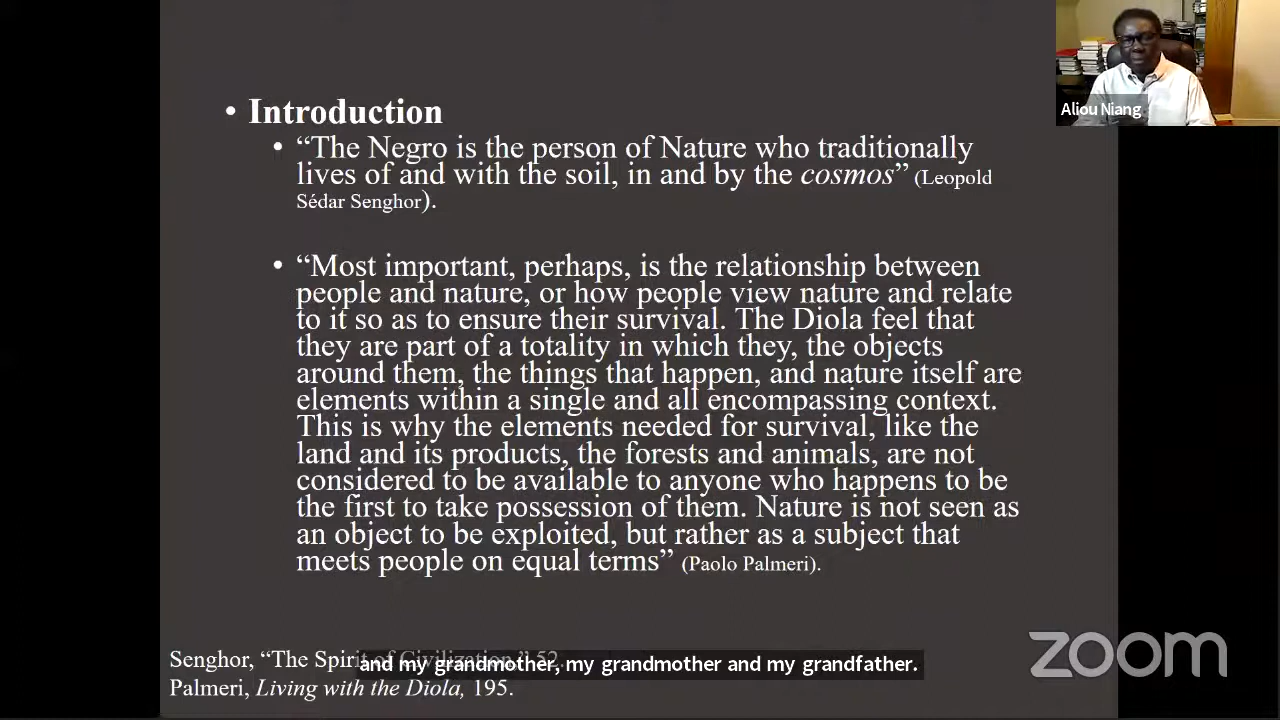 Aliou Niang
• Introduction
• “The Negro is the person of Nature who traditionally
lives of and with the soil, in and by the cosmos” (Leopold
Sédar Senghor).
• “Most important, perhaps, is the relationship between
people and nature, or how people view nature and relate
to it so as to ensure their survival. The Diola feel that
they are part of a totality in which they, the objects
around them, the things that happen, and nature itself are
elements within a single and all encompassing context.
This is why the elements needed for survival, like the
land and its products, the forests and animals, are not
considered to be available to anyone who happens to be
the first to take possession of them. Nature is not seen as
an object to be exploited, but rather as a subject that
meets people on equal terms” (Paolo Palmeri).
Senghor, “The Spirit of Civilization,” 52.
and my grandmother, my grandmother and my grandfather.
Palmeri, Living with the Diola, 195.
zoom